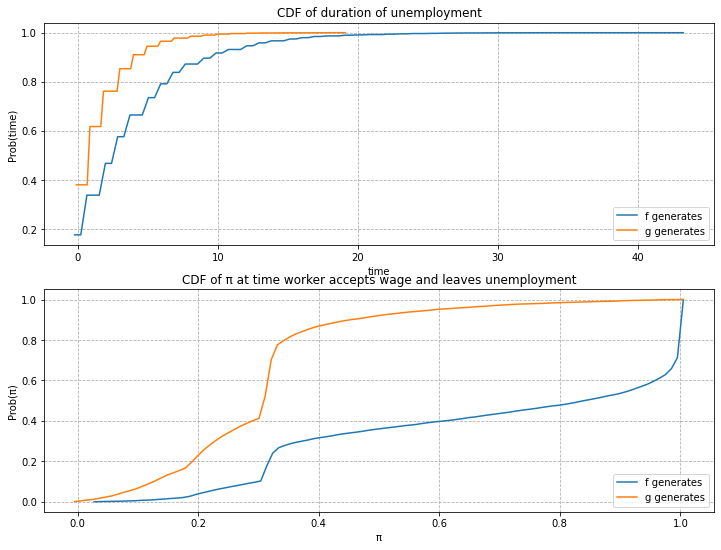 CDF of duration of unemployment
1.0
0.8
0.6
0.4
0.2
Prob(time)
f generates
g generates
0 10 20 30 40
time
CDF of π at time worker accepts wage and leaves unemployment
1.0
0.8
0.6
0.4
0.2
0.0
Prob(π)
f generates
g generates
0.0 0.2 0.4 0.6 0.8 1.0
π